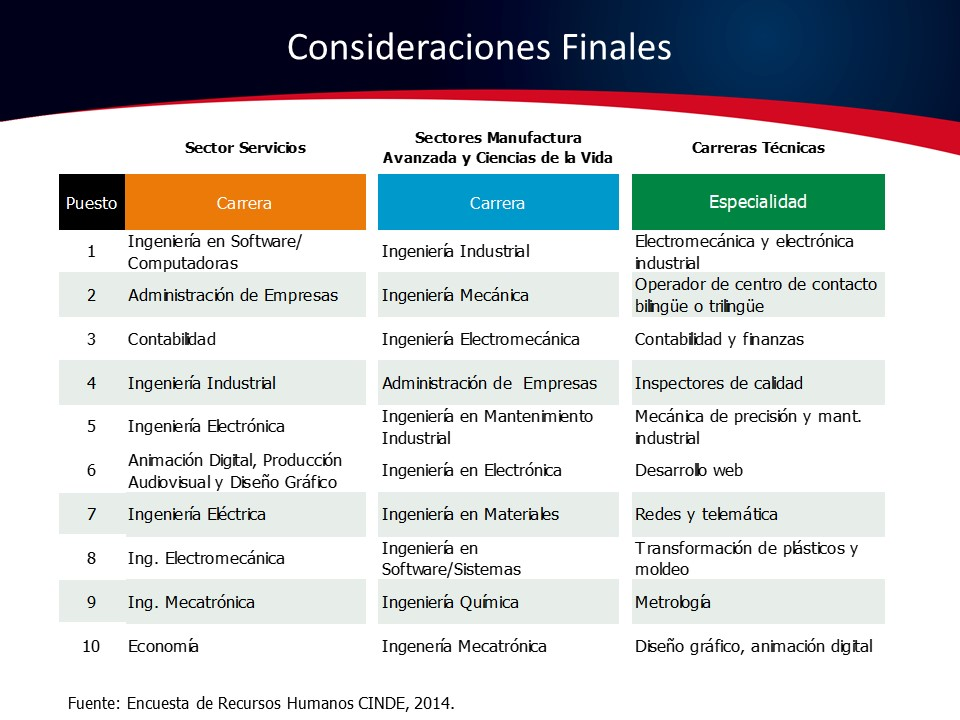 Consideraciones Finales
Sector Servicios
Sectores Manufactura
Avanzada y Ciencias de la Vida
Carreras Técnicas
Puesto
Carrera
Carrera
Especialidad
1
Ingeniería en Software/
Computadoras
Ingeniería Industrial
Electromecánica y electrónica
industrial
2
Administración de Empresas
Ingeniería Mecánica
Operador de centro de contacto
bilingüe o trilingüe
3
Contabilidad
Ingeniería Electromecánica
Contabilidad y finanzas
4
Ingeniería Industrial
Administración de Empresas
Inspectores de calidad
5
Ingeniería Electrónica
Ingeniería en Mantenimiento
Industrial
Mecánica de precisión y mant.
industrial
6
Animación Digital, Producción
Audiovisual y Diseño Gráfico
Ingeniería en Electrónica
Desarrollo web
7
Ingeniería Eléctrica
Ingeniería en Materiales
Redes y telemática
8
Ing. Electromecánica
Ingeniería en
Software/Sistemas
Transformación de plásticos y
moldeo
9
Ing. Mecatrónica
Ingeniería Química
Metrología
10
Economía
Ingenería Mecatrónica
Diseño gráfico, animación digital
Fuente: Encuesta de Recursos Humanos CINDE, 2014.